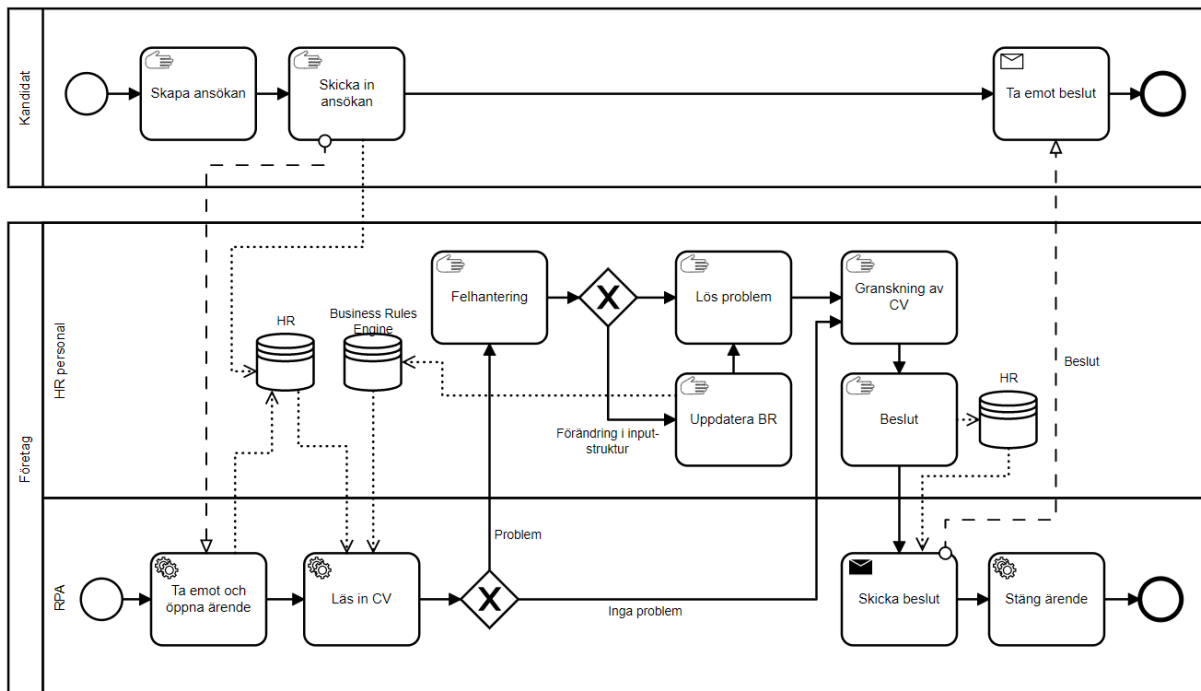 Kandidat
Skapa ansökan
Skicka in
ansökan
Ta emot beslut
Företag
HR personal
HR
Business Rules
Engine
Felhantering
Lös problem
Granskning av
CV
Uppdatera BR
Förändring i input-
struktur
Beslut
HR
Beslut
RPA
Ta emot och
öppna ärende
Läs in CV
Problem
Inga problem
Skicka beslut
Stäng ärende